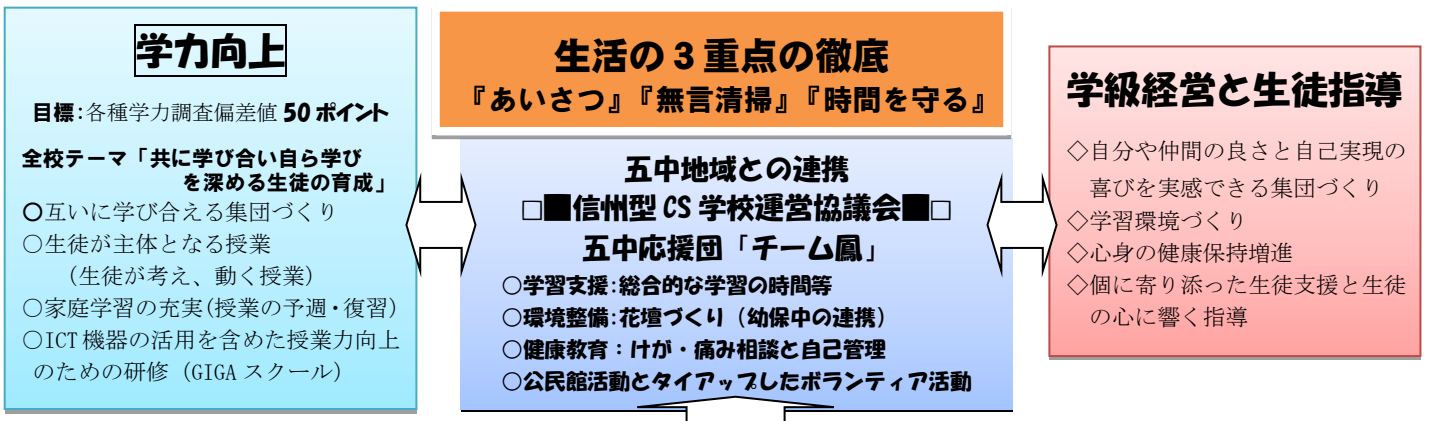 学力向上
目標:各種学力調査偏差値 50 ポイント
全校テーマ「共に学び合い自ら学び
を深める生徒の育成」
○互いに学び合える集団づくり
○生徒が主体となる授業
(生徒が考え、動く授業)
○家庭学習の充実(授業の予週・復習)
○ICT 機器の活用を含めた授業力向上
のための研修（GIGA スクール）
生活の3重点の徹底
『あいさつ』『無言清掃』『時間を守る』
五中地域との連携
□■信州型 CS 学校運営協議会■□
五中応援団「チーム鳳」
○学習支援:総合的な学習の時間等
○環境整備:花壇づくり（幼保中の連携）
○健康教育：けが・痛み相談と自己管理
○公民館活動とタイアップしたボランティア活動
学級経営と生徒指導
◇自分や仲間の良さと自己実現の
喜びを実感できる集団づくり
◇学習環境づくり
◇心身の健康保持増進
◇個に寄り添った生徒支援と生徒
の心に響く指導